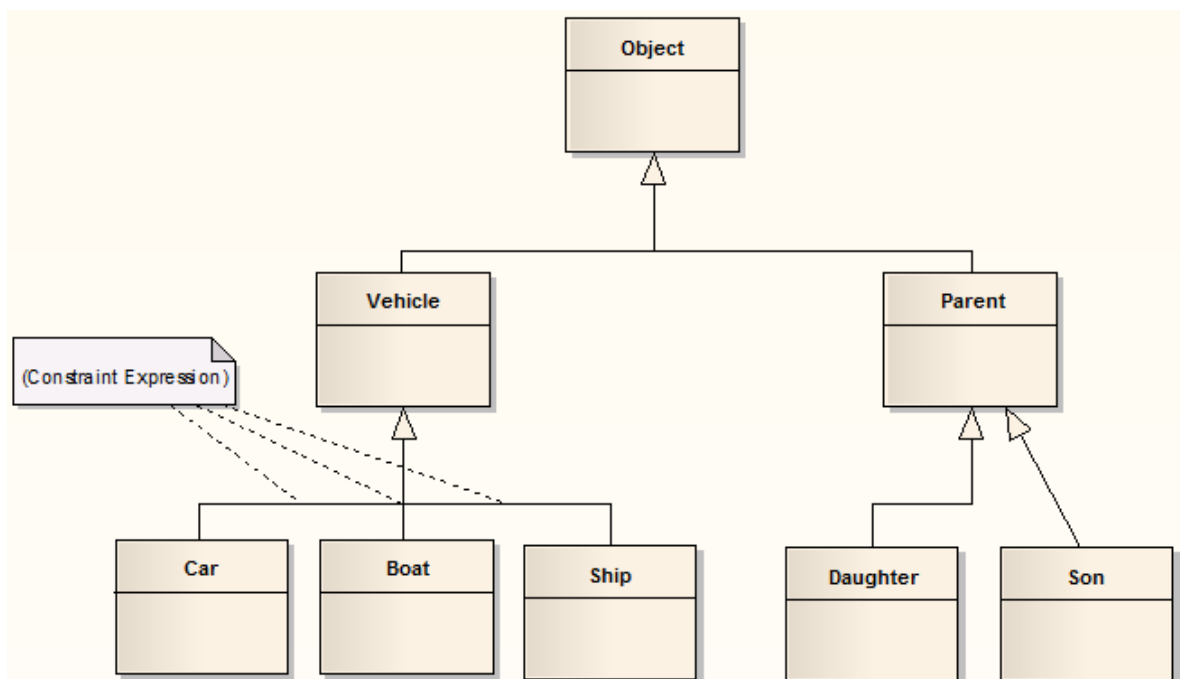 Object
Vehicle
Parent
(Constraint Expression)
Car
Boat
Ship
Daughter
Son